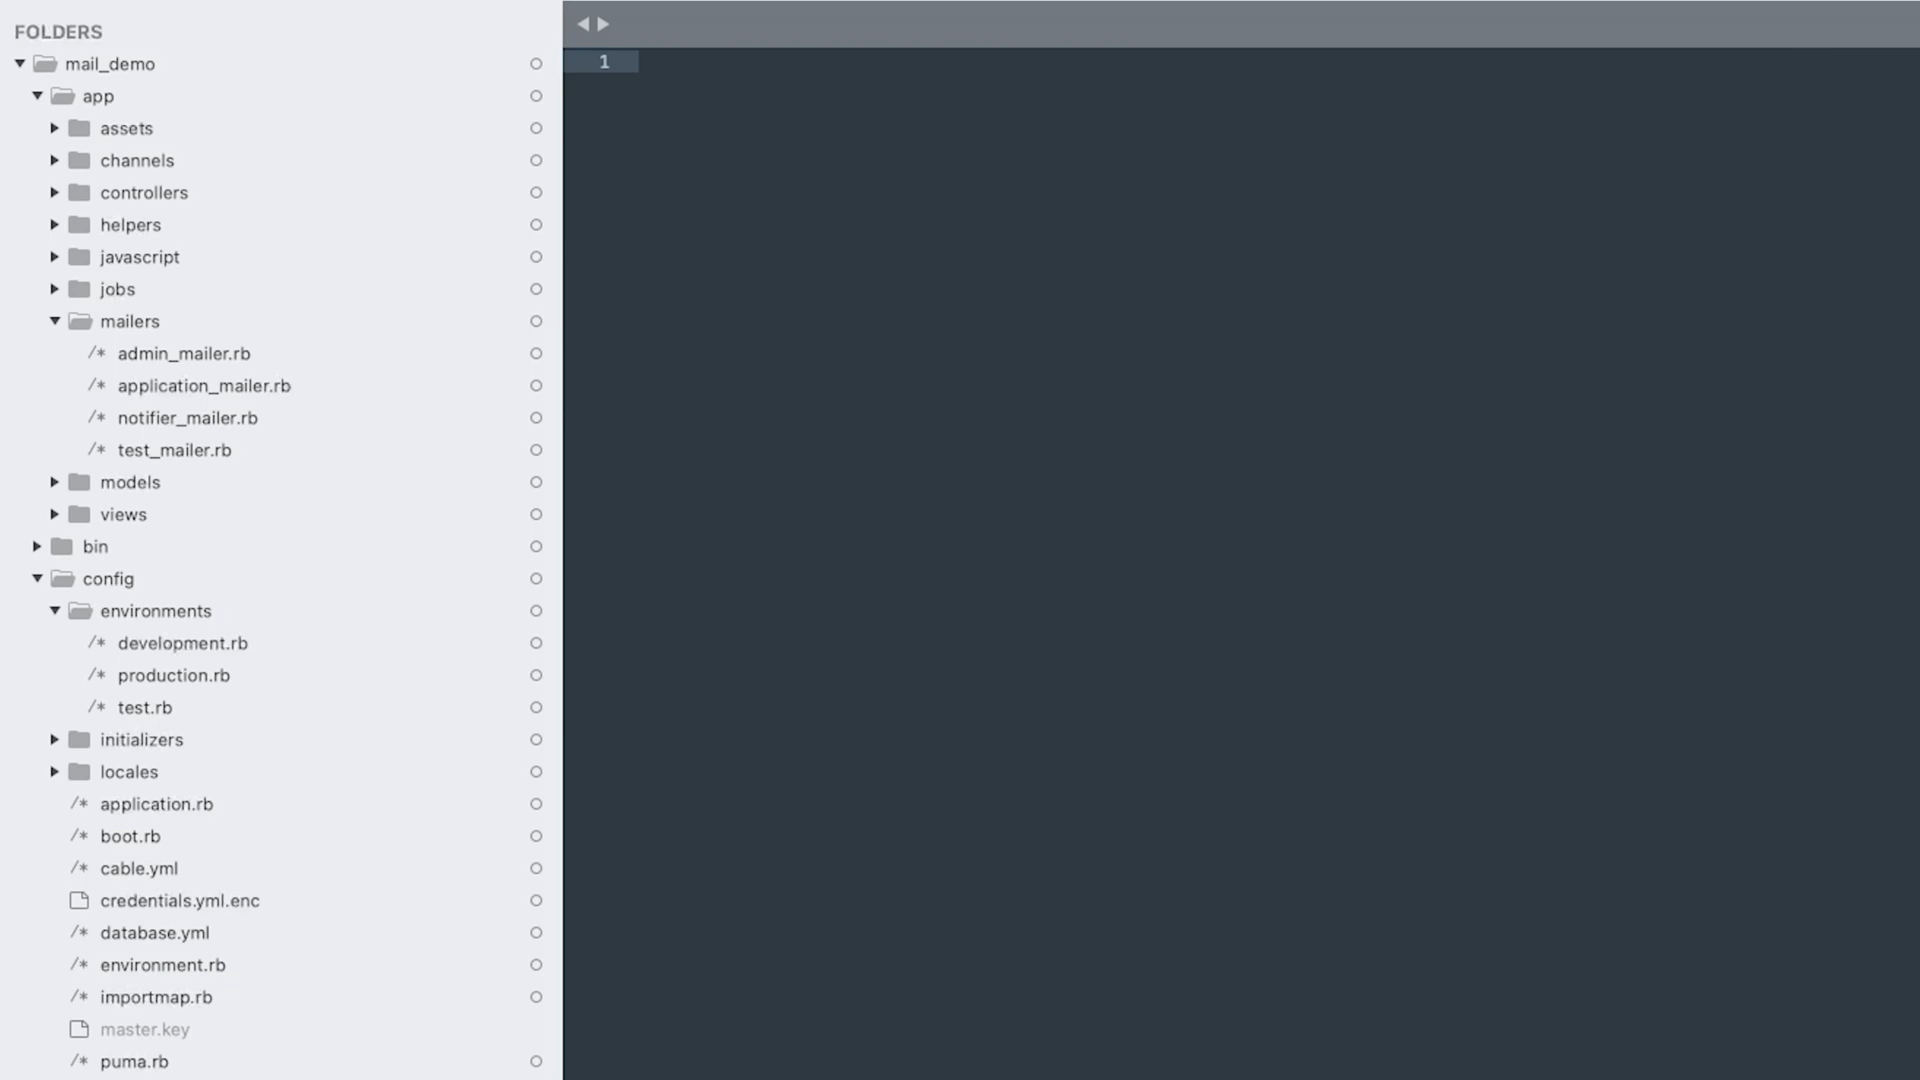 FOLDERS
mail_demo
app
assets
channels
controllers
helpers
javascript
jobs
mailers
/* admin_mailer.rb
/* application_mailer.rb
/* notifier_mailer.rb
/* test_mailer.rb
models
views
bin
config
environments
/* development.rb
/* production.rb
/* test.rb
initializers
locales
/* application.rb
/* boot.rb
/* cable.yml
credentials.yml.enc
/* database.yml
/* environment.rb
/* importmap.rb
master.key
/* puma.rb
1